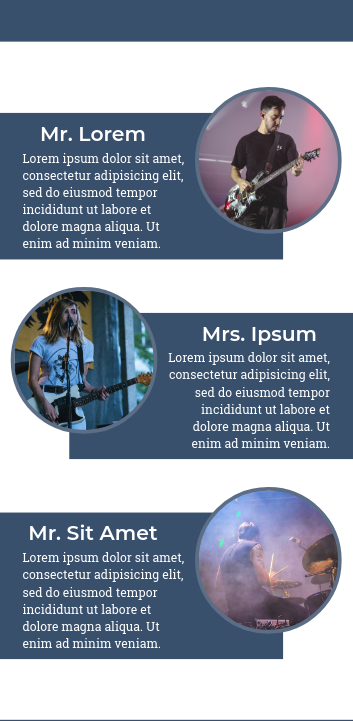 Mr. Lorem
Lorem ipsum dolor sit amet,
consectetur adipisicing elit,
sed do eiusmod tempor
incididunt ut labore et
dolore magna aliqua. Ut
enim ad minim veniam.
Mrs. Ipsum
Lorem ipsum dolor sit amet,
consectetur adipisicing elit,
sed do eiusmod tempor
incididunt ut labore et
dolore magna aliqua. Ut
enim ad minim veniam.
Mr. Sit Amet
Lorem ipsum dolor sit amet,
consectetur adipisicing elit,
sed do eiusmod tempor
incididunt ut labore et
dolore magna aliqua. Ut
enim ad minim veniam.